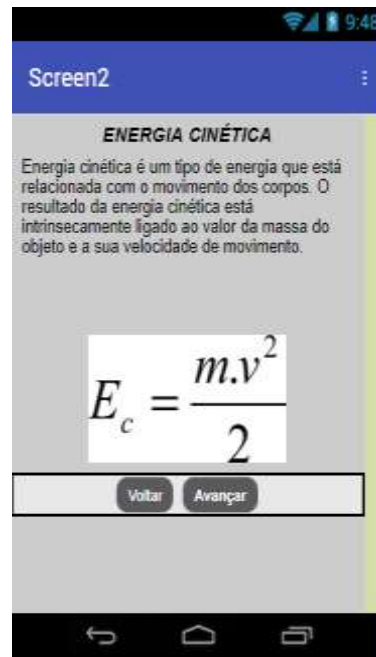 9:48
Screen2
ENERGIA CINÉTICA
Energia cinética é um tipo de energia que está
relacionada com o movimento dos corpos. O
resultado da energia cinética está
intrinsecamente ligado ao valor da massa do
objeto e a sua velocidade de movimento.
E_c = m.v^2 / 2
Voltar Avançar